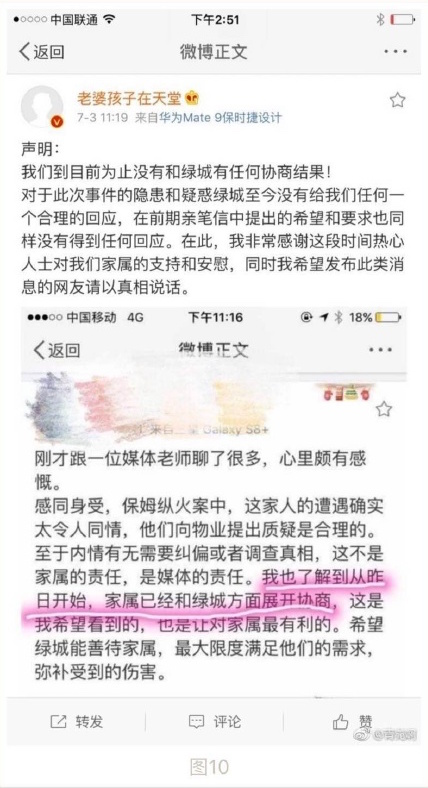 中国联通 下午2:51
返回 微博正文
老婆孩子在天堂
7-3 11:19 来自华为Mate 9保时捷设计
声明：
我们到目前为止没有和绿城有任何协商结果！
对于此次事件的隐患和疑惑绿城至今没有给我们任何一
个合理的回应，在前期亲笔信中提出的希望和要求也同
样没有得到任何回应。在此，我非常感谢这段时间热心
人士对我们家属的支持和安慰，同时我希望发布此类消
息的网友请以真相说话。
中国移动 4G 下午11:16 18%
返回 微博正文
Galaxy S8+
刚才跟一位媒体老师聊了很多，心里颇有感
慨。
感同身受，保姆纵火案中，这家人的遭遇确实
太令人同情，他们向物业提出质疑是合理的。
至于内情有无需要纠偏或者调查真相，这不是
家属的责任，是媒体的责任。我也了解到从昨
日开始，家属已经和绿城方面展开协商，这是
我希望看到的，也是让对家属最有利的。希望
绿城能善待家属，最大限度满足他们的需求，
弥补受到的伤害。
转发 评论 赞
图10